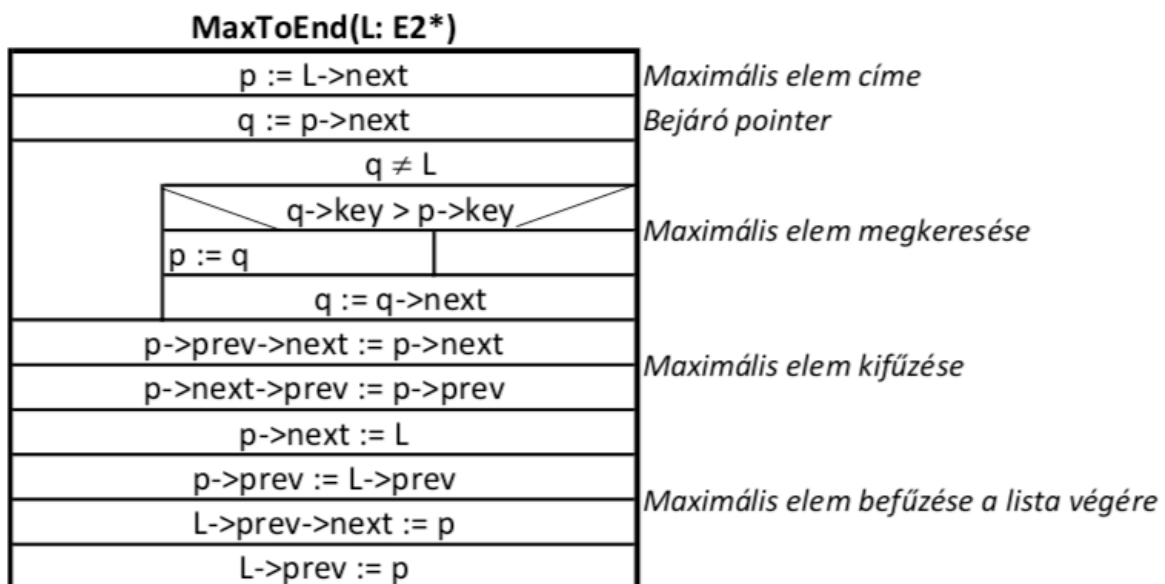 MaxToEnd(L: E2*)
p := L->next
Maximális elem címe
q := p->next
Bejáró pointer
q ≠ L
q->key > p->key
Maximális elem megkeresése
p := q
q := q->next
p->prev->next := p->next
Maximális elem kifűzése
p->next->prev := p->prev
p->next := L
p->prev := L->prev
Maximális elem befűzése a lista végére
L->prev->next := p
L->prev := p